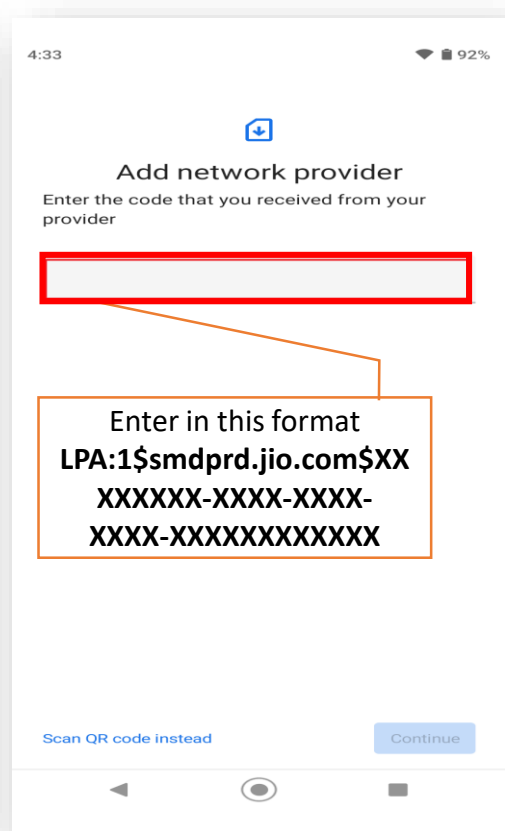 4:33
92%
Add network provider
Enter the code that you received from your
provider
Enter in this format
LPA:1$smdprd.jio.com$XX
XXXXXX-XXXX-XXXX-
XXXX-XXXXXXXXXXXX
Scan QR code instead
Continue